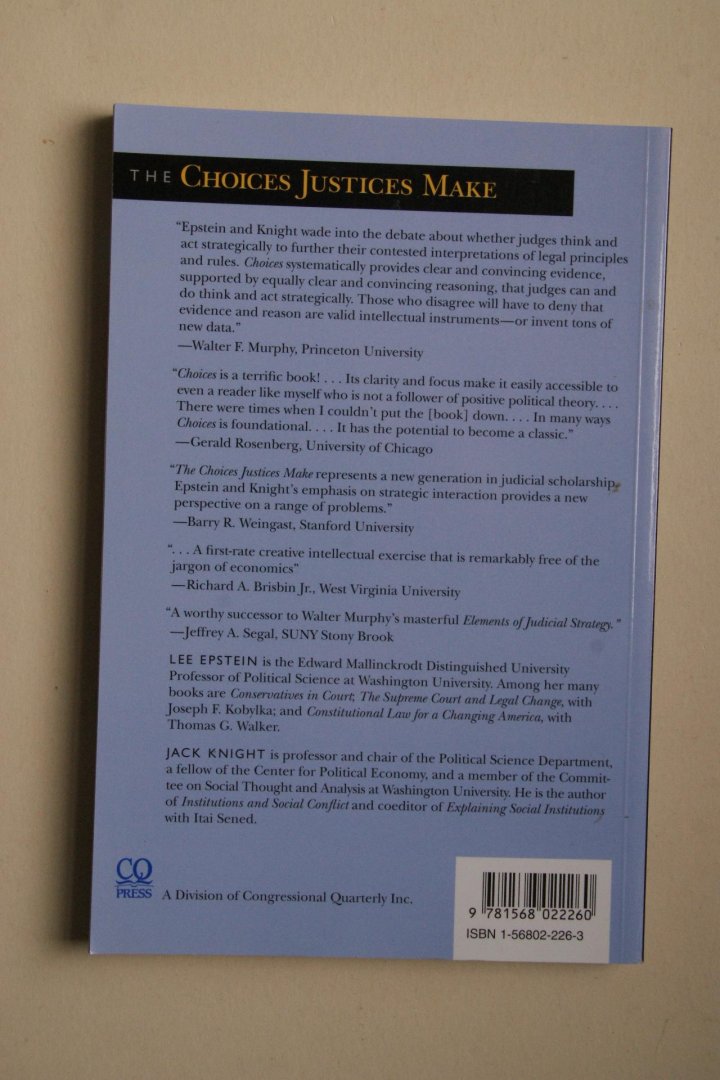 THE CHOICES JUSTICES MAKE
“Epstein and Knight wade into the debate about whether judges think and
act strategically to further their contested interpretations of legal principles
and rules. Choices systematically provides clear and convincing evidence,
supported by equally clear and convincing reasoning, that judges can and
do think and act strategically. Those who disagree will have to deny that
evidence and reason are valid intellectual instruments—or invent tons of
new data.”
—Walter F. Murphy, Princeton University
“Choices is a terrific book! . . . Its clarity and focus make it easily accessible to
even a reader like myself who is not a follower of positive political theory. . . .
There were times when I couldn’t put the [book] down. . . . In many ways
Choices is foundational. . . . It has the potential to become a classic.”
—Gerald Rosenberg, University of Chicago
“The Choices Justices Make represents a new generation in judicial scholarship.
Epstein and Knight’s emphasis on strategic interaction provides a new
perspective on a range of problems.”
—Barry R. Weingast, Stanford University
“. . . A first-rate creative intellectual exercise that is remarkably free of the
jargon of economics”
—Richard A. Brisbin Jr., West Virginia University
“A worthy successor to Walter Murphy’s masterful Elements of Judicial Strategy.”
—Jeffrey A. Segal, SUNY Stony Brook
LEE EPSTEIN is the Edward Mallinckrodt Distinguished University
Professor of Political Science at Washington University. Among her many
books are Conservatives in Court; The Supreme Court and Legal Change, with
Joseph F. Kobylka; and Constitutional Law for a Changing America, with
Thomas G. Walker.
JACK KNIGHT is professor and chair of the Political Science Department,
a fellow of the Center for Political Economy, and a member of the Commit-
tee on Social Thought and Analysis at Washington University. He is the author
of Institutions and Social Conflict and coeditor of Explaining Social Institutions
with Itai Sened.
CQ
PRESS
A Division of Congressional Quarterly Inc.
9 781568 022260
ISBN 1-56802-226-3